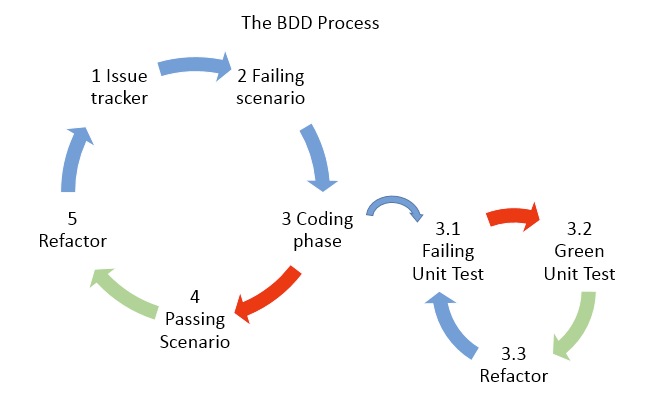 The BDD Process
1 Issue
tracker
2 Failing
scenario
3 Coding
phase
4
Passing
Scenario
5
Refactor
3.1
Failing
Unit Test
3.2
Green
Unit Test
3.3
Refactor